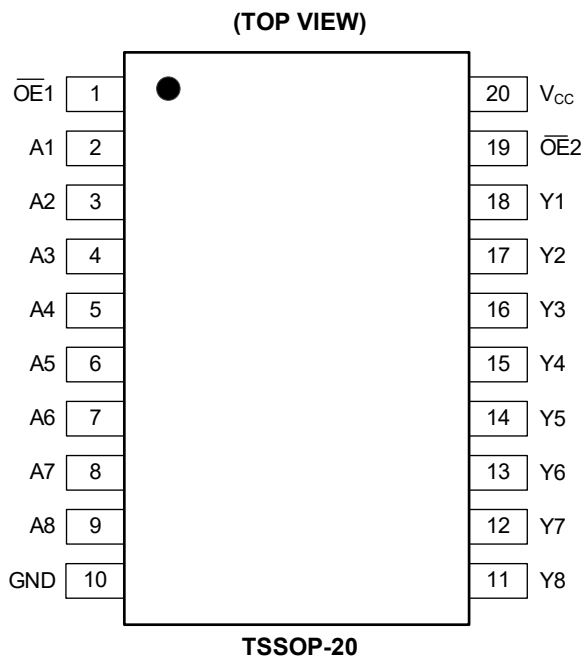 (TOP VIEW)
O̅E̅1 1 20 VCC
A1 2 19 O̅E̅2
A2 3 18 Y1
A3 4 17 Y2
A4 5 16 Y3
A5 6 15 Y4
A6 7 14 Y5
A7 8 13 Y6
A8 9 12 Y7
GND 10 11 Y8
TSSOP-20